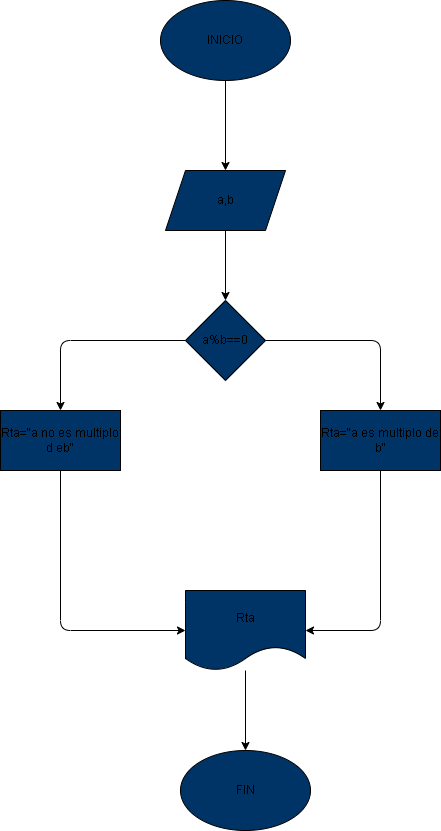 INICIO
a,b
a%b==0
Rta="a no es multiplo
d eb"
Rta="a es multiplo de
b"
Rta
FIN